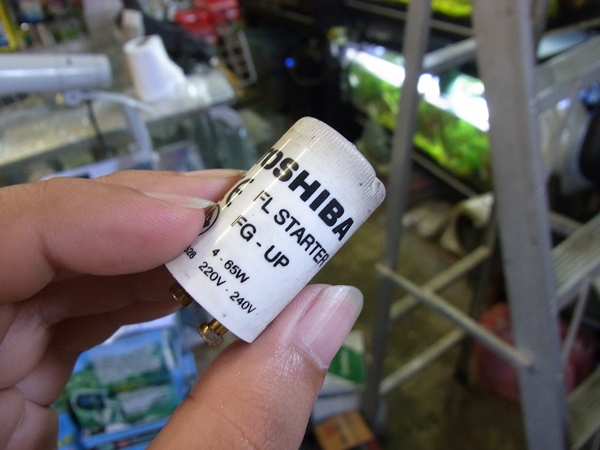 TOSHIBA
FL STARTER
FG - UP
4 - 65W
220V - 240V